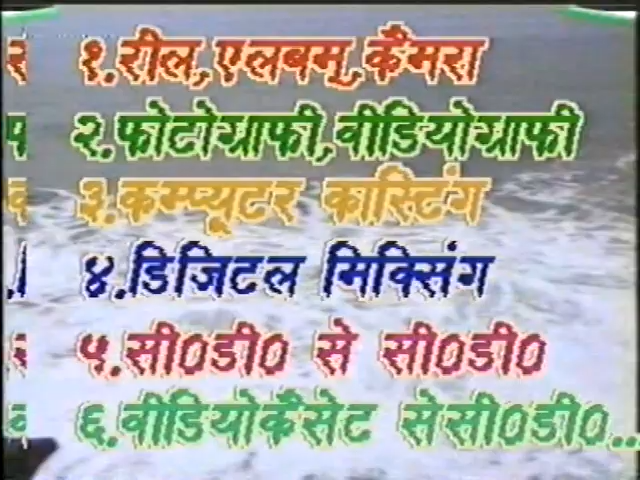 १.रील,एलबम,कैमरा
२.फोटोग्राफी,वीडियोग्राफी
३.कम्प्यूटर कास्टिंग
४.डिजिटल मिक्सिंग
५.सी०डी० से सी०डी०
६.वीडियोकैसेट सेसी०डी०..